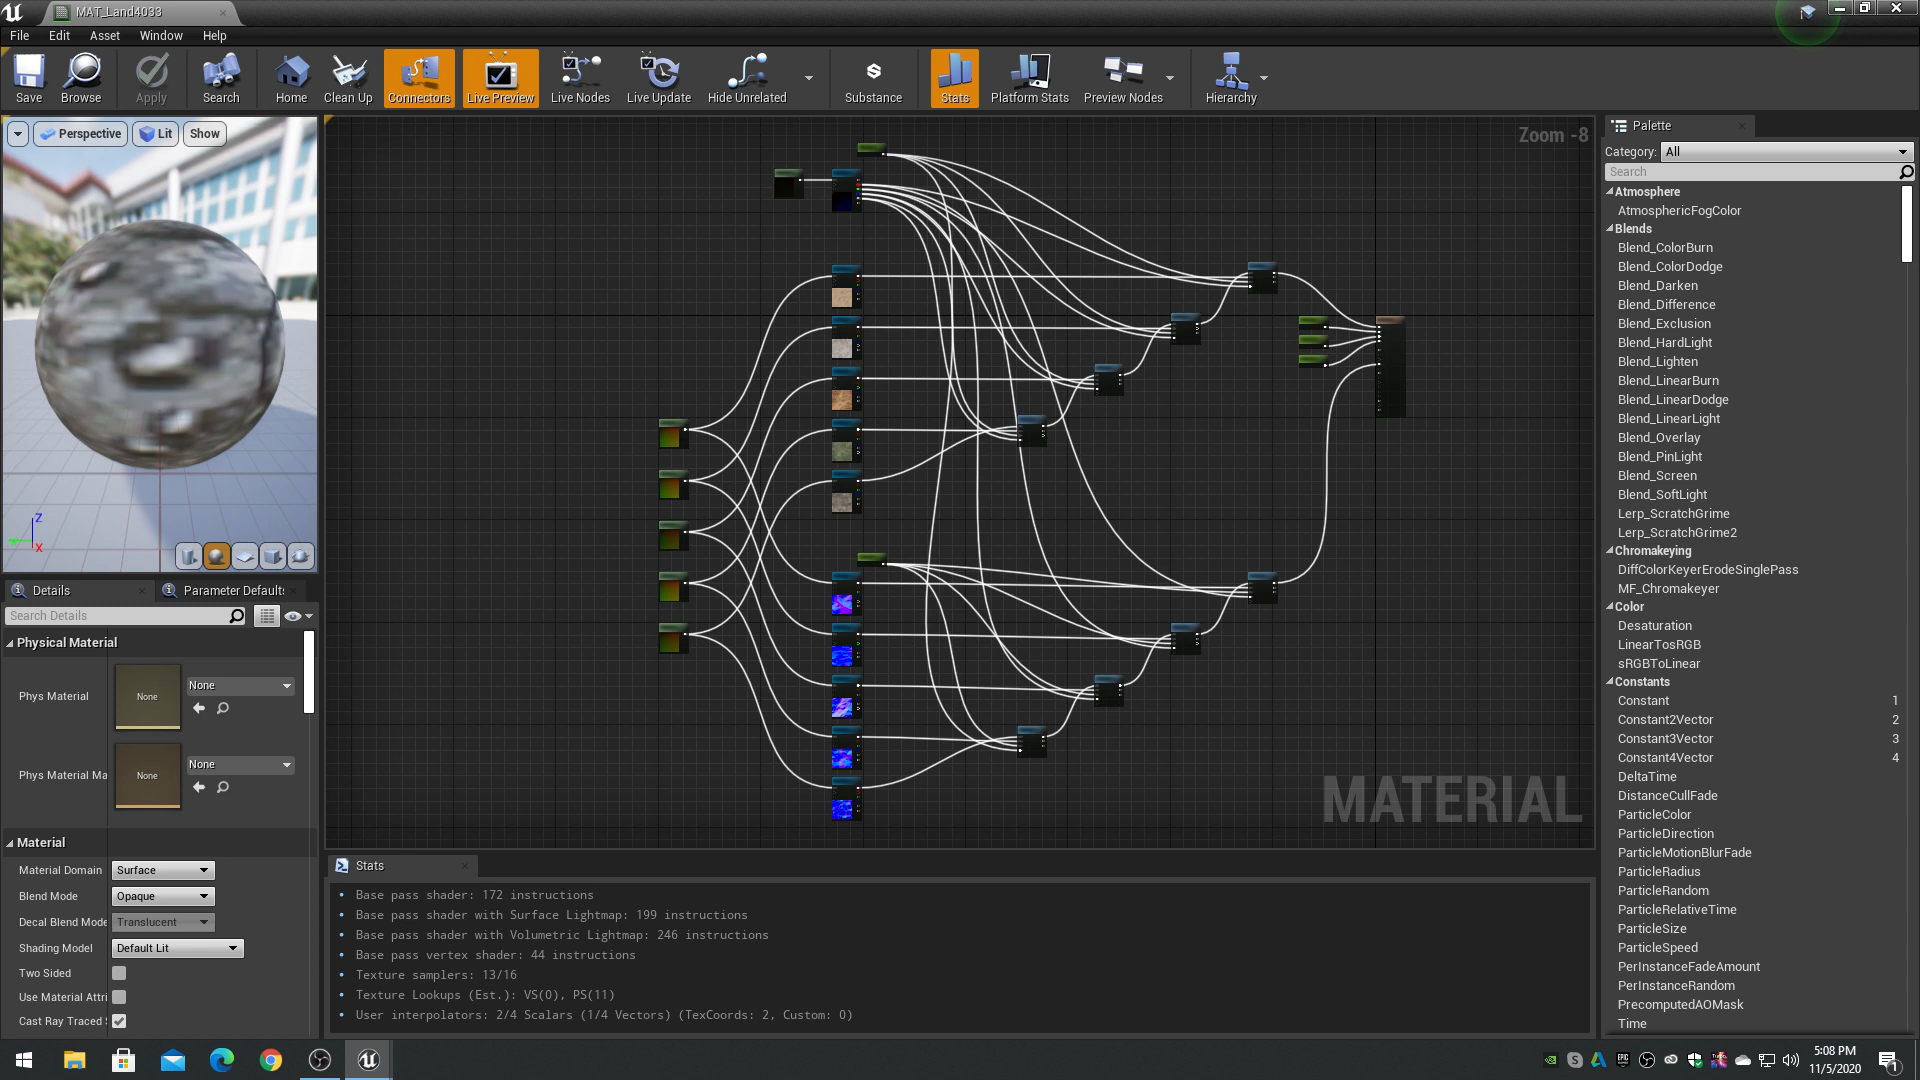 MAT_Land4033
File Edit Asset Window Help
Save Browse Apply Search Home Clean Up Connectors Live Preview Live Nodes Live Update Hide Unrelated Substance Stats Platform Stats Preview Nodes Hierarchy
Perspective Lit Show
Z
X
Zoom -8
MATERIAL
Details
Parameter Default
Search Details
Physical Material
Phys Material
None
None
Phys Material Ma
None
None
Material
Material Domain Surface
Blend Mode Opaque
Decal Blend Mode Translucent
Shading Model Default Lit
Two Sided
Use Material Attri
Cast Ray Traced
Stats
Base pass shader: 172 instructions
Base pass shader with Surface Lightmap: 199 instructions
Base pass shader with Volumetric Lightmap: 246 instructions
Base pass vertex shader: 44 instructions
Texture samplers: 13/16
Texture Lookups (Est.): VS(0), PS(11)
User interpolators: 2/4 Scalars (1/4 Vectors) (TexCoords: 2, Custom: 0)
Palette
Category: All
Search
Atmosphere
AtmosphericFogColor
Blends
Blend_ColorBurn
Blend_ColorDodge
Blend_Darken
Blend_Difference
Blend_Exclusion
Blend_HardLight
Blend_Lighten
Blend_LinearBurn
Blend_LinearDodge
Blend_LinearLight
Blend_Overlay
Blend_PinLight
Blend_Screen
Blend_SoftLight
Lerp_ScratchGrime
Lerp_ScratchGrime2
Chromakeying
DiffColorKeyerErodeSinglePass
MF_Chromakeyer
Color
Desaturation
LinearTosRGB
sRGBToLinear
Constants
Constant 1
Constant2Vector 2
Constant3Vector 3
Constant4Vector 4
DeltaTime
DistanceCullFade
ParticleColor
ParticleDirection
ParticleMotionBlurFade
ParticleRadius
ParticleRandom
ParticleRelativeTime
ParticleSize
ParticleSpeed
PerInstanceFadeAmount
PerInstanceRandom
PrecomputedAOMask
Time
5:08 PM
11/5/2020
1